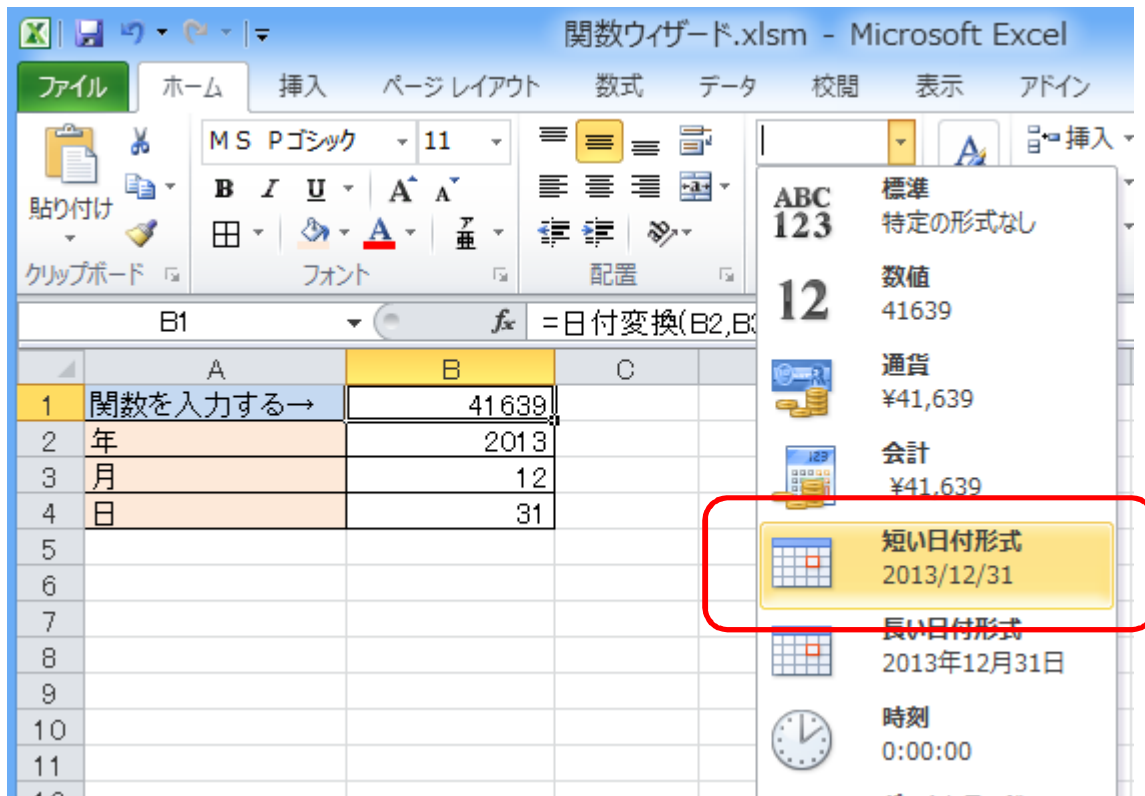 関数ウィザード.xlsm - Microsoft Excel
ファイル ホーム 挿入 ページ レイアウト 数式 データ 校閲 表示 アドイン
貼り付け
ＭＳ Ｐゴシック 11
B I U A A
A ア亜
挿入
クリップボード フォント 配置
B1 fx =日付変換(B2,B3
A B C
1 関数を入力する→ 41639
2 年 2013
3 月 12
4 日 31
5
6
7
8
9
10
11
ABC
123
標準
特定の形式なし
12
数値
41639
通貨
¥41,639
会計
¥41,639
短い日付形式
2013/12/31
長い日付形式
2013年12月31日
時刻
0:00:00